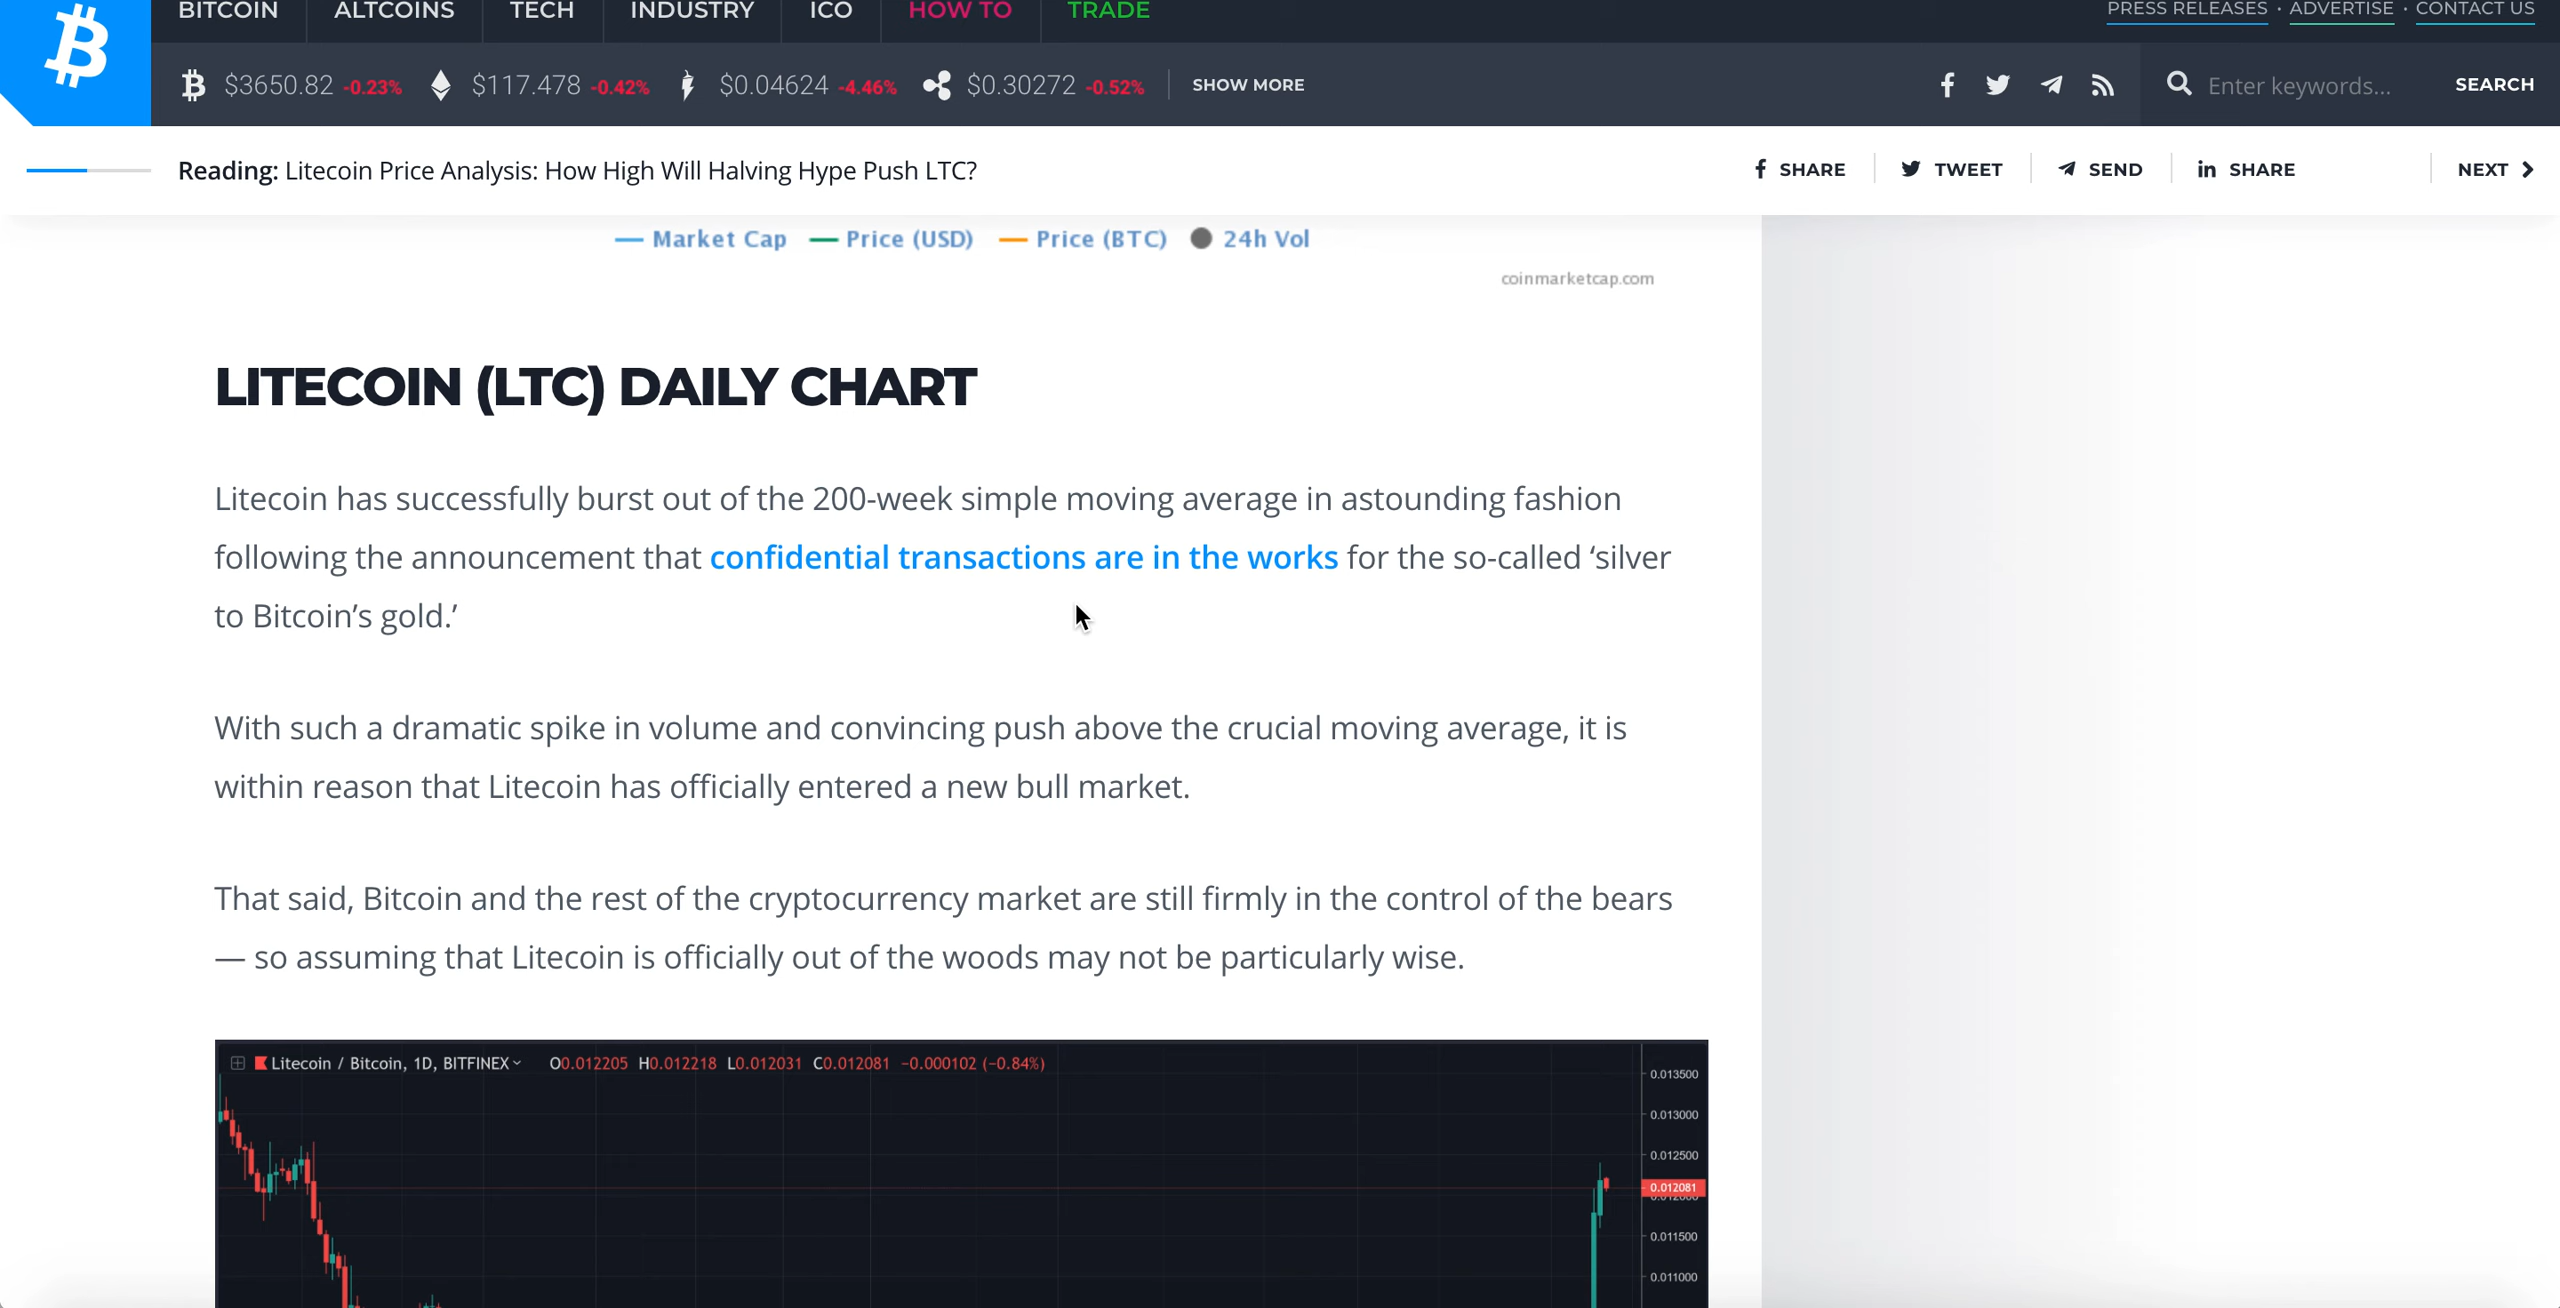 BITCOIN ALTCOINS TECH INDUSTRY ICO HOW TO TRADE PRESS RELEASES · ADVERTISE · CONTACT US
$3650.82 -0.23% $117.478 -0.42% $0.04624 -4.46% $0.30272 -0.52% SHOW MORE Enter keywords... SEARCH
Reading: Litecoin Price Analysis: How High Will Halving Hype Push LTC? SHARE TWEET SEND SHARE NEXT
Market Cap Price (USD) Price (BTC) 24h Vol
coinmarketcap.com
LITECOIN (LTC) DAILY CHART
Litecoin has successfully burst out of the 200-week simple moving average in astounding fashion
following the announcement that confidential transactions are in the works for the so-called ‘silver
to Bitcoin’s gold.’
With such a dramatic spike in volume and convincing push above the crucial moving average, it is
within reason that Litecoin has officially entered a new bull market.
That said, Bitcoin and the rest of the cryptocurrency market are still firmly in the control of the bears
— so assuming that Litecoin is officially out of the woods may not be particularly wise.
Litecoin / Bitcoin, 1D, BITFINEX O0.012205 H0.012218 L0.012031 C0.012081 −0.000102 (−0.84%)
0.013500
0.013000
0.012500
0.012081
0.011500
0.011000